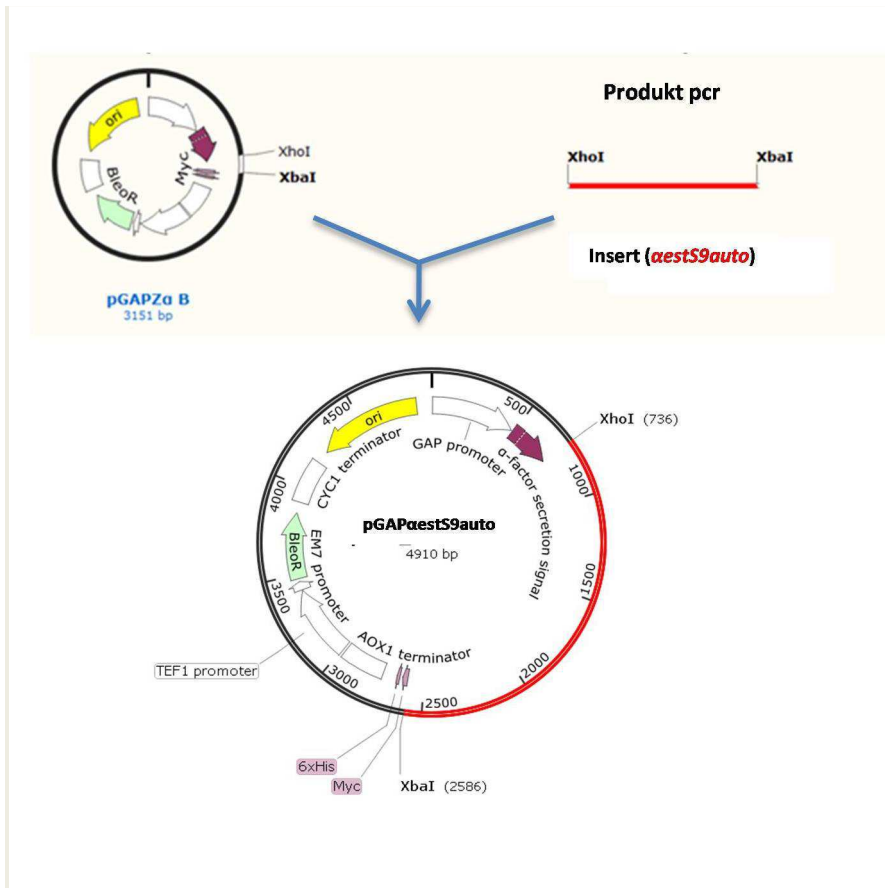 Produkt pcr
ori
XhoI
XbaI
XhoI
XbaI
Myc
BleoR
Insert (αestS9auto)
pGAPZα B
3151 bp
4500
500
ori
XhoI (736)
GAP promoter
α-factor secretion signal
CYC1 terminator
1000
4000
pGAPαestS9auto
4910 bp
BleoR
EM7 promoter
3500
1500
AOX1 terminator
TEF1 promoter
3000
2000
2500
6xHis
Myc
XbaI (2586)